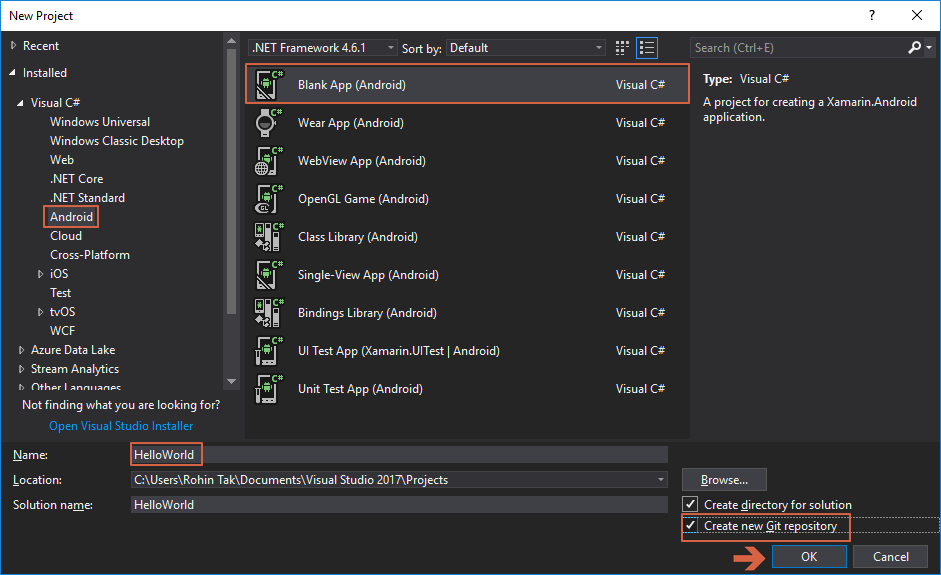 New Project
?
Recent
Installed
Visual C#
Windows Universal
Windows Classic Desktop
Web
.NET Core
.NET Standard
Android
Cloud
Cross-Platform
iOS
Test
tvOS
WCF
Azure Data Lake
Stream Analytics
Other Languages
Not finding what you are looking for?
Open Visual Studio Installer
.NET Framework 4.6.1 Sort by: Default
C# Blank App (Android) Visual C#
C# Wear App (Android) Visual C#
C# WebView App (Android) Visual C#
C# GL OpenGL Game (Android) Visual C#
C# Class Library (Android) Visual C#
C# Single-View App (Android) Visual C#
C# Bindings Library (Android) Visual C#
C# UI Test App (Xamarin.UITest | Android) Visual C#
C# Unit Test App (Android) Visual C#
Search (Ctrl+E)
Type: Visual C#
A project for creating a Xamarin.Android
application.
Name: HelloWorld
Location: C:\Users\Rohin Tak\Documents\Visual Studio 2017\Projects
Solution name: HelloWorld
Browse...
Create directory for solution
Create new Git repository
OK Cancel